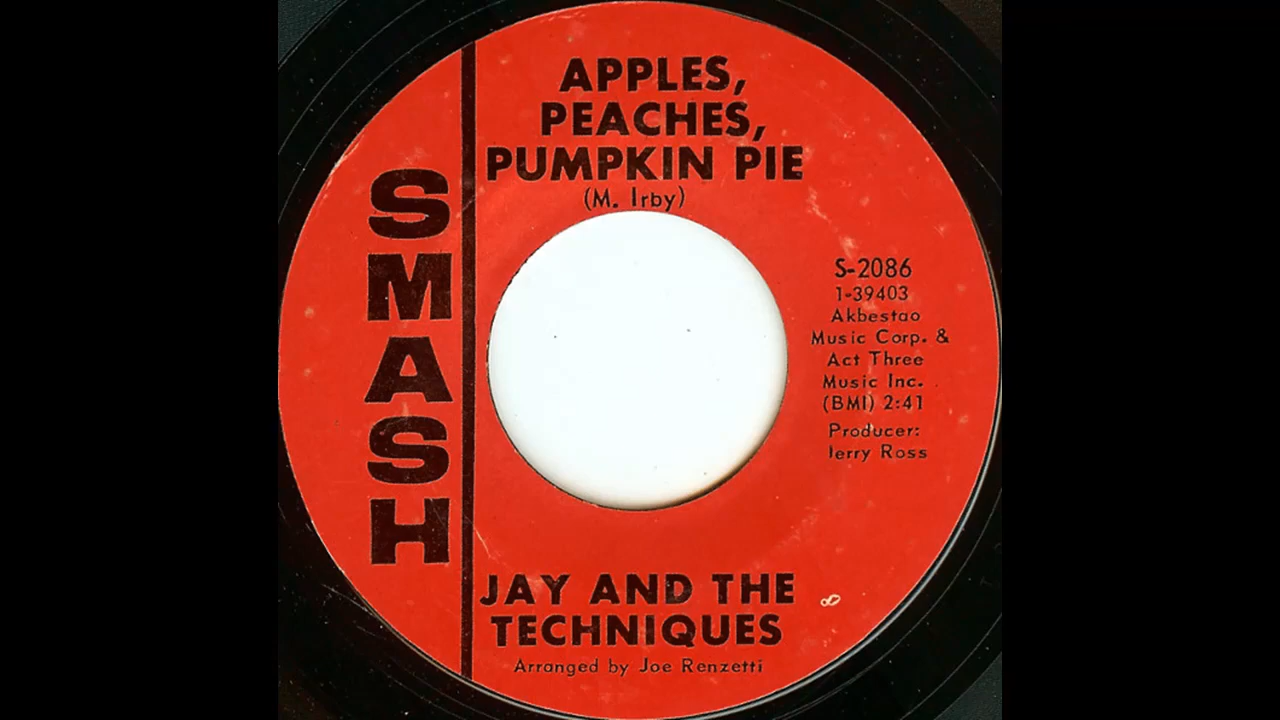 SMASH
APPLES,
PEACHES,
PUMPKIN PIE
(M. Irby)
S-2086
1-39403
Akbestao
Music Corp. &
Act Three
Music Inc.
(BMI) 2:41
Producer:
Jerry Ross
JAY AND THE
TECHNIQUES
Arranged by Joe Renzetti